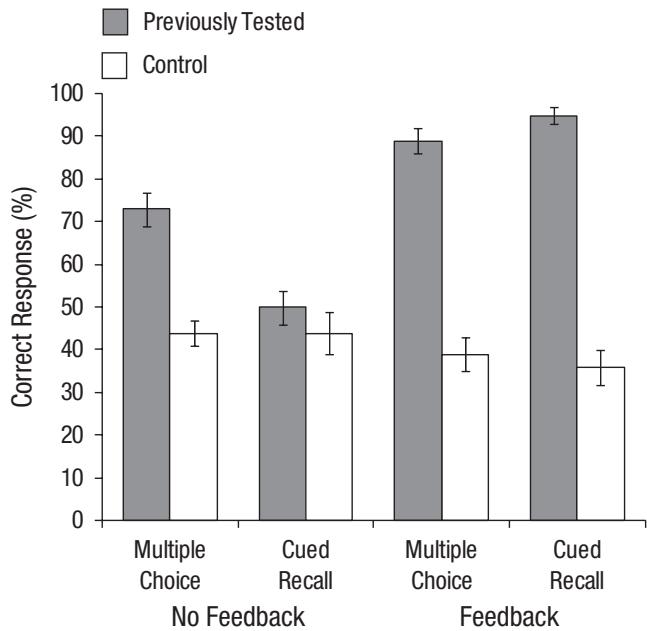 Previously Tested
Control
Correct Response (%)
100
90
80
70
60
50
40
30
20
10
0
Multiple Choice
Cued Recall
Multiple Choice
Cued Recall
No Feedback
Feedback